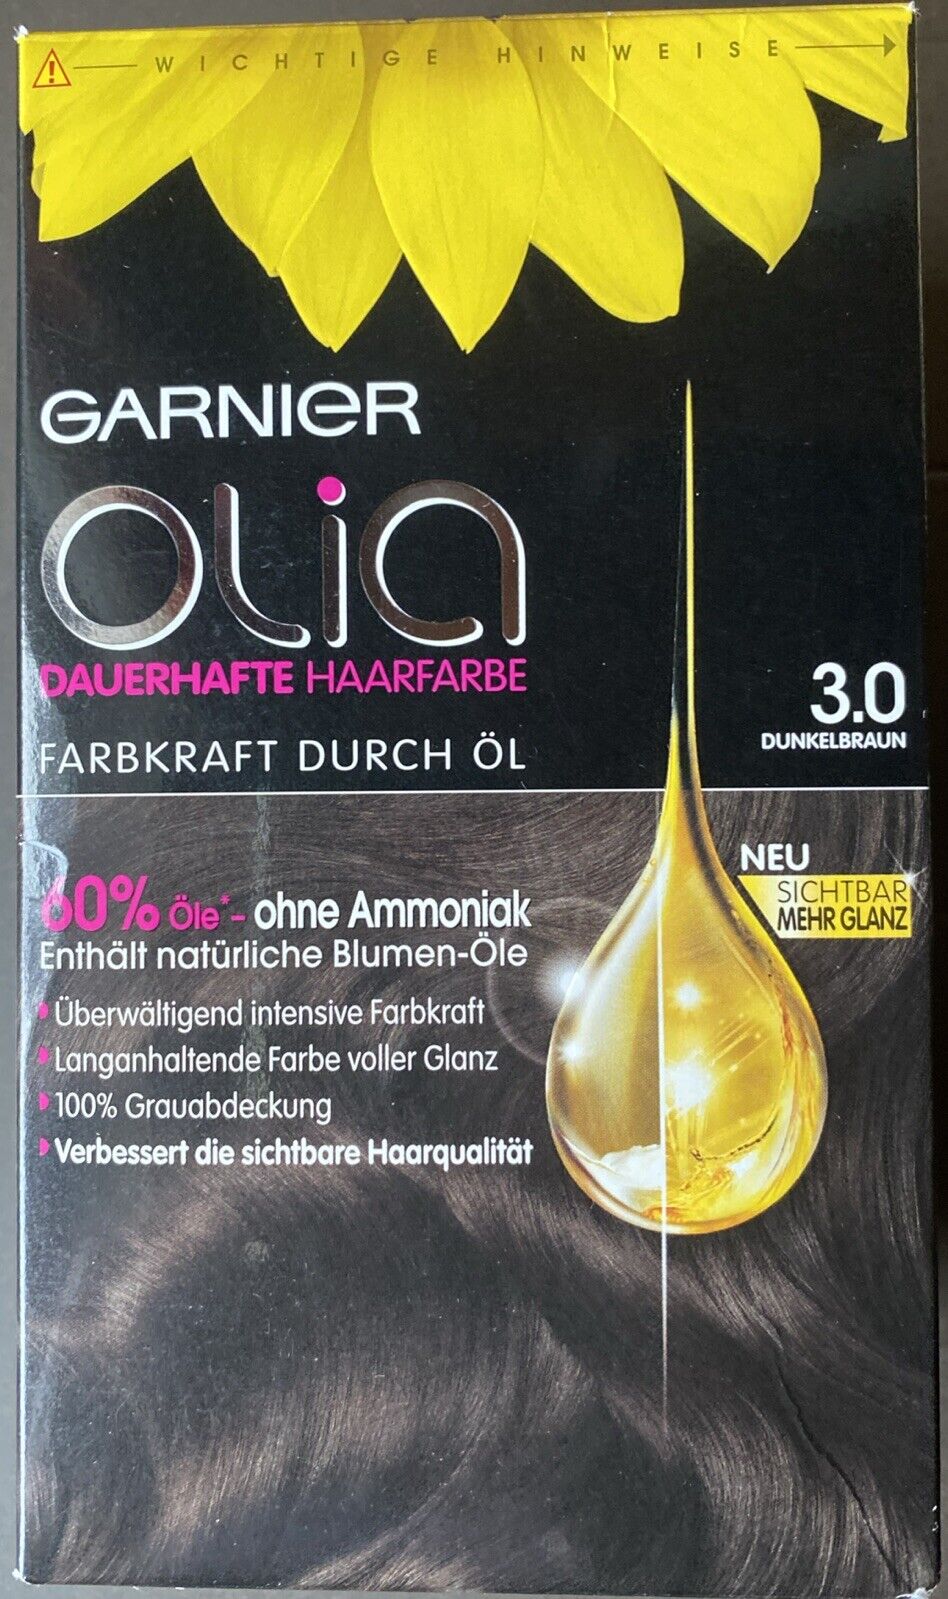 WICHTIGE HINWEISE
GARNIER
OLIA
DAUERHAFTE HAARFARBE
FARBKRAFT DURCH ÖL
3.0
DUNKELBRAUN
NEU
SICHTBAR
MEHR GLANZ
60% Öle*- ohne Ammoniak
Enthält natürliche Blumen-Öle
Überwältigend intensive Farbkraft
Langanhaltende Farbe voller Glanz
100% Grauabdeckung
Verbessert die sichtbare Haarqualität